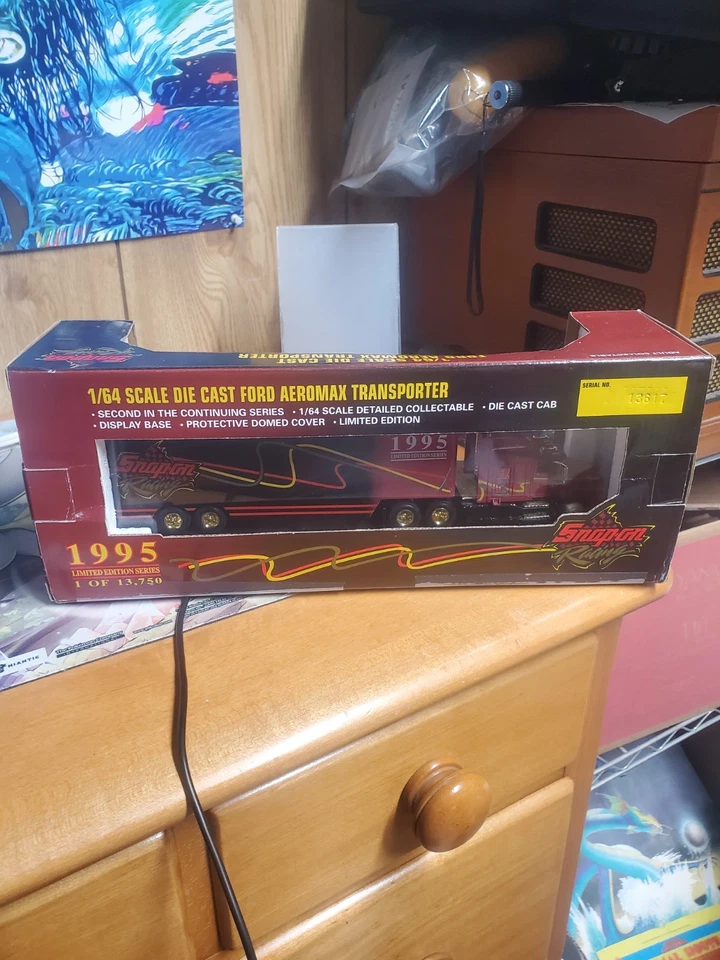 1/64 SCALE DIE CAST FORD AEROMAX TRANSPORTER
• SECOND IN THE CONTINUING SERIES • 1/64 SCALE DETAILED COLLECTABLE • DIE CAST CAB
• DISPLAY BASE • PROTECTIVE DOMED COVER • LIMITED EDITION
SERIAL NO.
13617
1995
LIMITED EDITION SERIES
Snap-on
Racing
1995
LIMITED EDITION SERIES
1 OF 13,750
Snap-on
Racing
NIANTIC